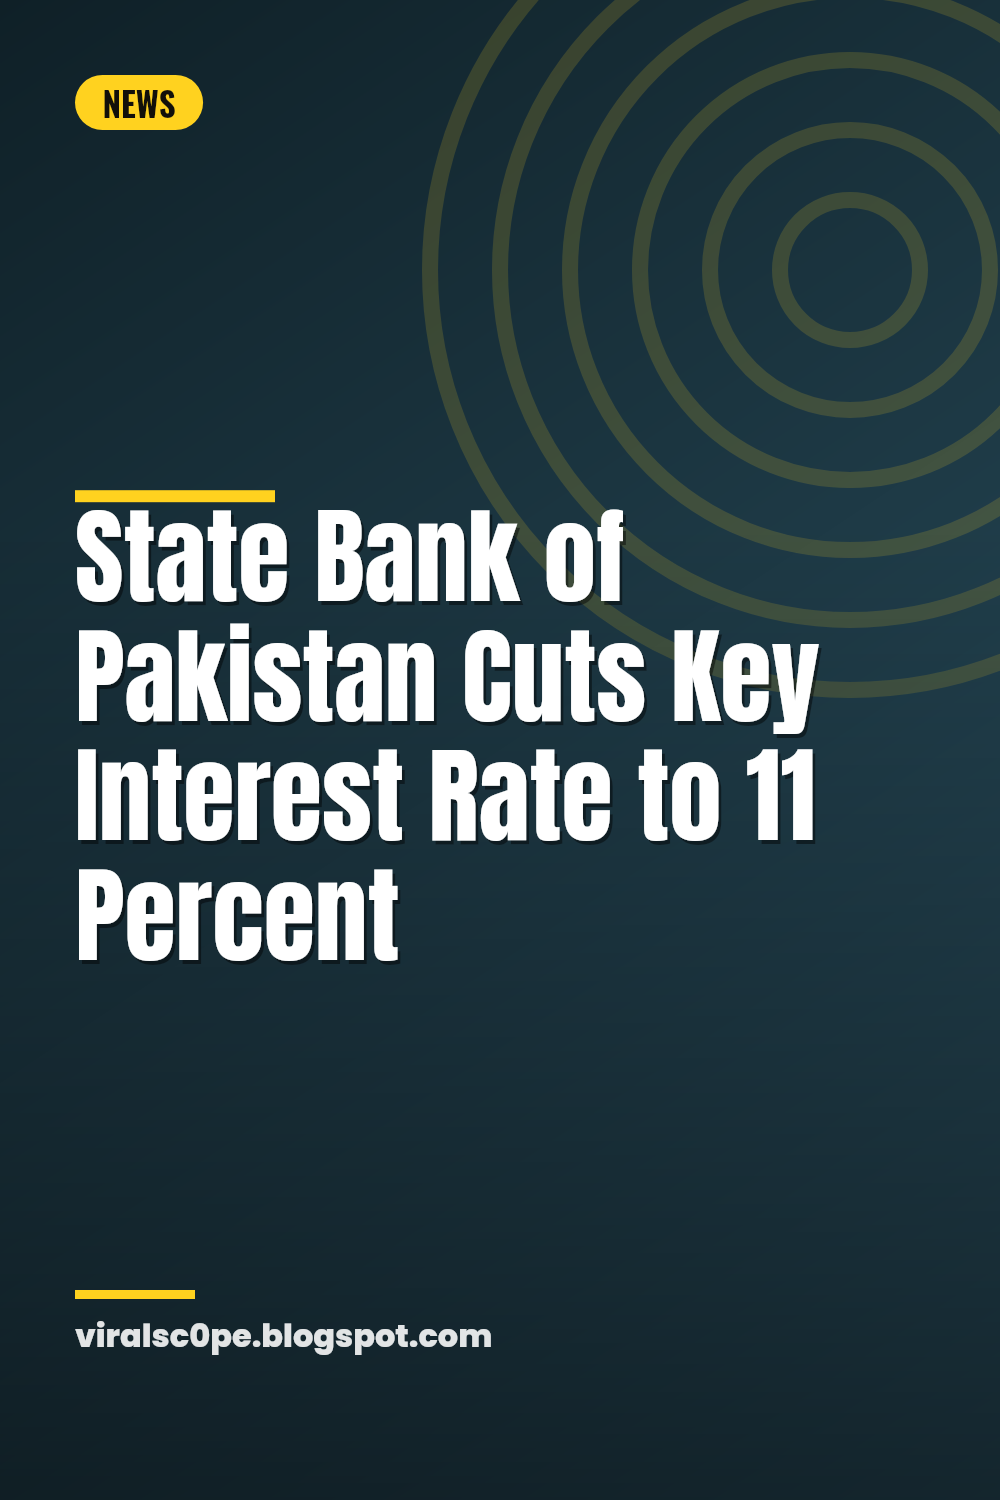 NEWS
State Bank of
Pakistan Cuts Key
Interest Rate to 11
Percent
viralsc0pe.blogspot.com